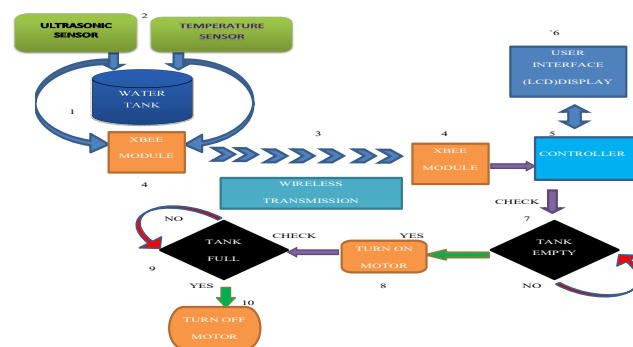 2
ULTRASONIC
SENSOR
TEMPERATURE
SENSOR
`6
USER
INTERFACE
(LCD)DISPLAY
WATER
TANK
1
XBEE
MODULE
3
4
XBEE
MODULE
5
CONTROLLER
4
WIRELESS
TRANSMISSION
CHECK
7
NO
TANK
FULL
CHECK
YES
TURN ON
MOTOR
TANK
EMPTY
9
YES
8
NO
10
TURN OFF
MOTOR